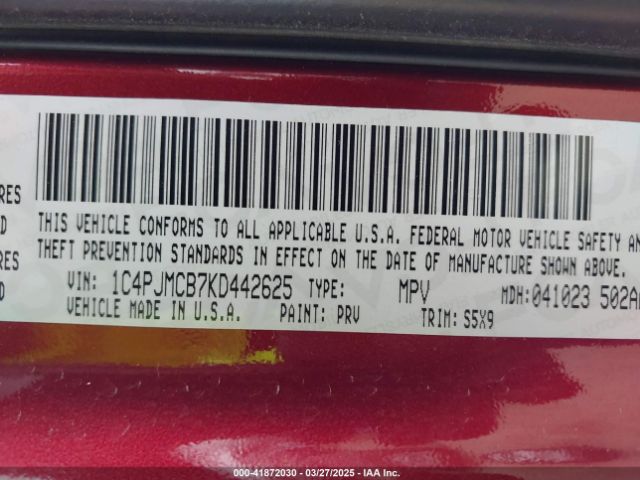 THIS VEHICLE CONFORMS TO ALL APPLICABLE U.S.A. FEDERAL MOTOR VEHICLE SAFETY AN
THEFT PREVENTION STANDARDS IN EFFECT ON THE DATE OF MANUFACTURE SHOWN ABOVE.
VIN: 1C4PJMCB7KD442625 TYPE: MPV MDH:041023 502A
VEHICLE MADE IN U.S.A. PAINT: PRV TRIM: S5X9
RES
D
D
000-41872030 — 03/27/2025 — IAA Inc.